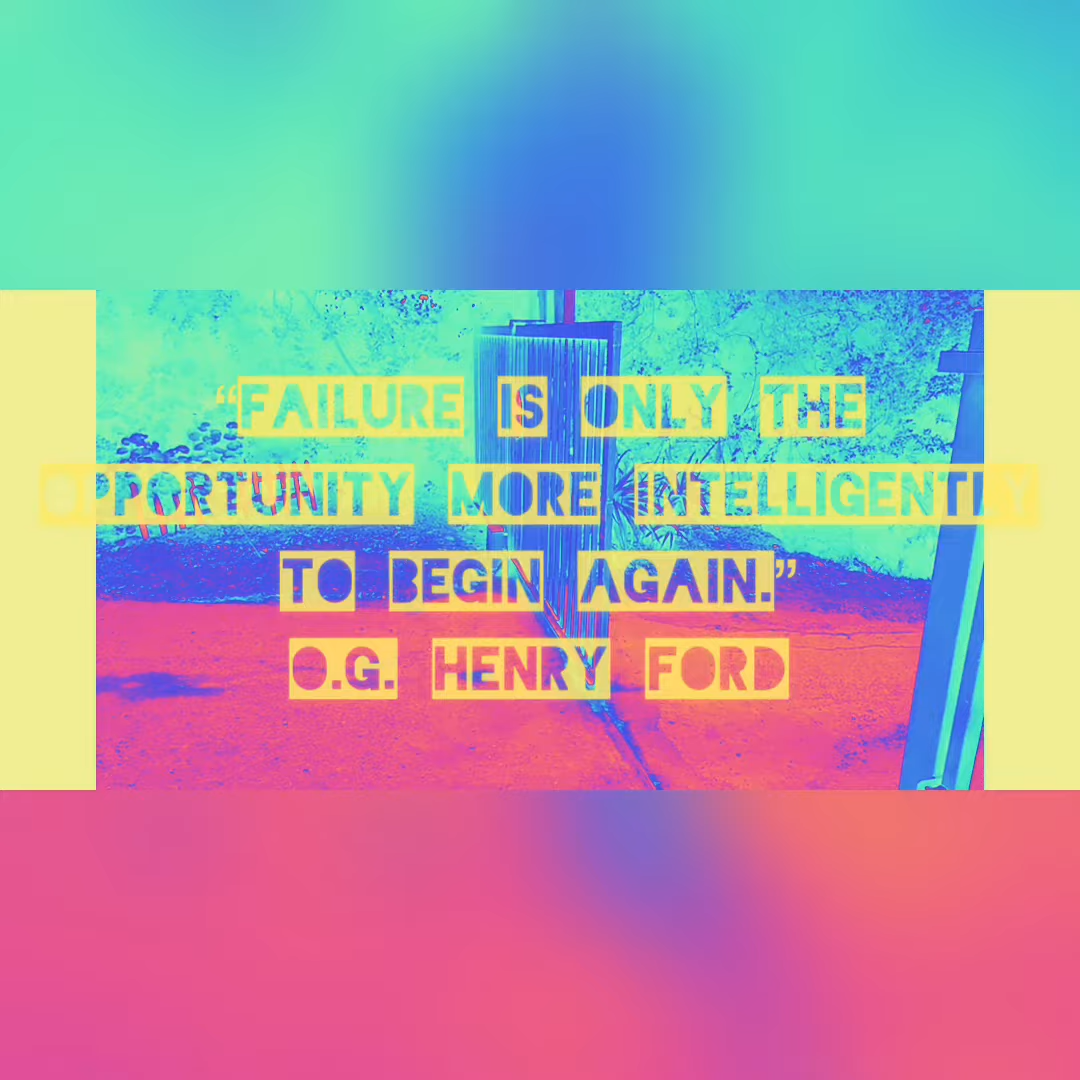 “FAILURE IS ONLY THE
OPPORTUNITY MORE INTELLIGENTLY
TO BEGIN AGAIN.”
O.G. HENRY FORD